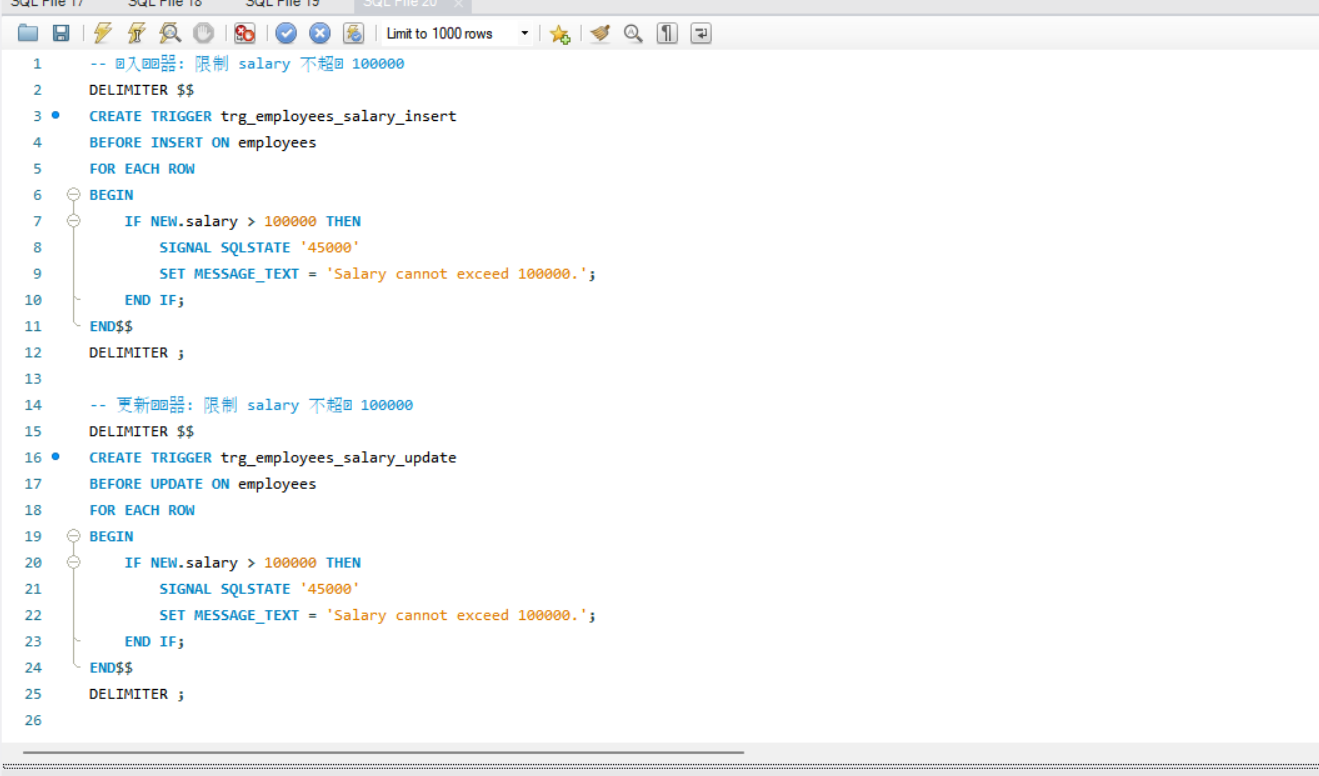 SQL File 17 SQL File 18 SQL File 19 SQL File 20
Limit to 1000 rows
1 -- 入器: 限制 salary 不超 100000
2 DELIMITER $$
3 CREATE TRIGGER trg_employees_salary_insert
4 BEFORE INSERT ON employees
5 FOR EACH ROW
6 BEGIN
7 IF NEW.salary > 100000 THEN
8 SIGNAL SQLSTATE '45000'
9 SET MESSAGE_TEXT = 'Salary cannot exceed 100000.';
10 END IF;
11 END$$
12 DELIMITER ;
13
14 -- 更新器: 限制 salary 不超 100000
15 DELIMITER $$
16 CREATE TRIGGER trg_employees_salary_update
17 BEFORE UPDATE ON employees
18 FOR EACH ROW
19 BEGIN
20 IF NEW.salary > 100000 THEN
21 SIGNAL SQLSTATE '45000'
22 SET MESSAGE_TEXT = 'Salary cannot exceed 100000.';
23 END IF;
24 END$$
25 DELIMITER ;
26